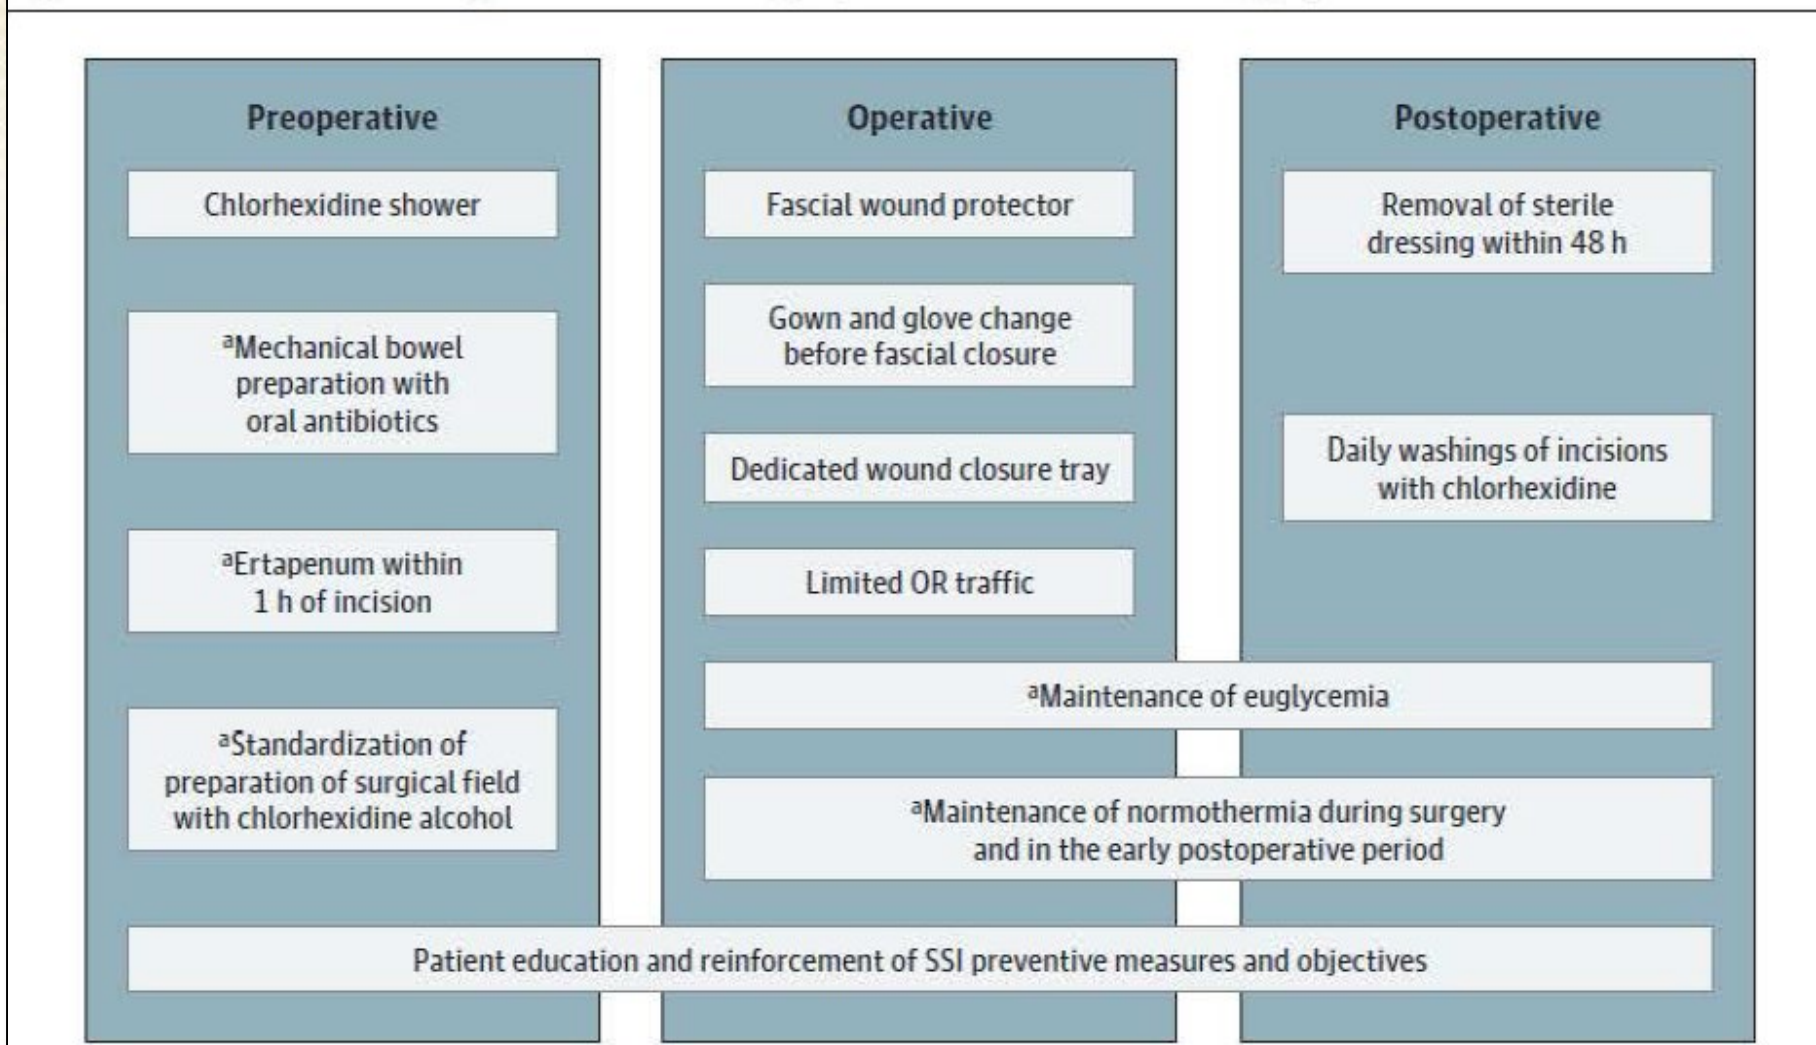 Preoperative
Chlorhexidine shower
ᵃMechanical bowel
preparation with
oral antibiotics
ᵃErtapenum within
1 h of incision
ᵃStandardization of
preparation of surgical field
with chlorhexidine alcohol
Operative
Fascial wound protector
Gown and glove change
before fascial closure
Dedicated wound closure tray
Limited OR traffic
Postoperative
Removal of sterile
dressing within 48 h
Daily washings of incisions
with chlorhexidine
ᵃMaintenance of euglycemia
ᵃMaintenance of normothermia during surgery
and in the early postoperative period
Patient education and reinforcement of SSI preventive measures and objectives